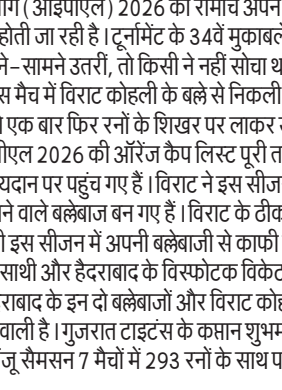 ग ( आईपीएल ) 2026 का रोमांच अपन
होती जा रही है । टूर्नामेंट के 34वें मुकाबले
ने-सामने उतरीं, तो किसी ने नहीं सोचा थ
स मैच में विराट कोहली के बल्ले से निकली
एक बार फिर रनों के शिखर पर लाकर
पीएल 2026 की ऑरेंज कैप लिस्ट पूरी त
यदान पर पहुंच गए हैं । विराट ने इस सीज
ने वाले बल्लेबाज बन गए हैं । विराट के ठीक
इस सीजन में अपनी बल्लेबाजी से काफी
साथी और हैदराबाद के विस्फोटक विकेट
राबाद के इन दो बल्लेबाजों और विराट कोह
वाली है । गुजरात टाइटंस के कप्तान शुभम
जू सैमसन 7 मैचों में 293 रनों के साथ प